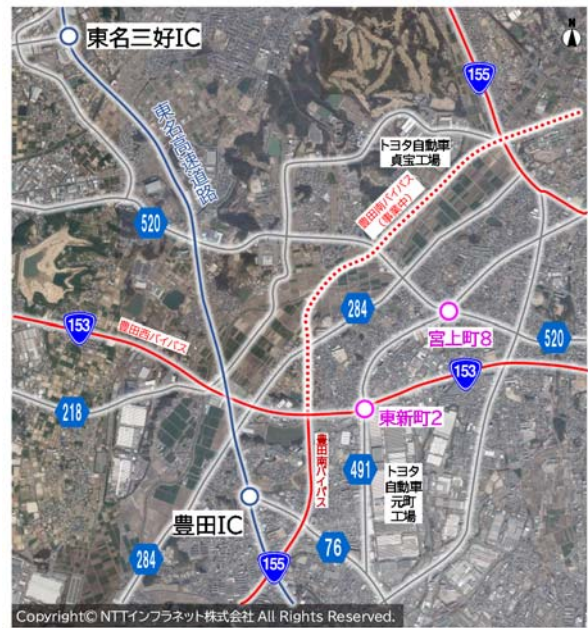 東名三好IC
155
トヨタ自動車
貞宝工場
東名高速道路
豊田南バイパス
(事業中)
520
284
153
豊田西バイパス
宮上町8
520
153
218
東新町2
豊田南バイパス
491
トヨタ
自動車
元町
工場
豊田IC
76
284
155
Copyright© NTTインフラネット株式会社 All Rights Reserved.